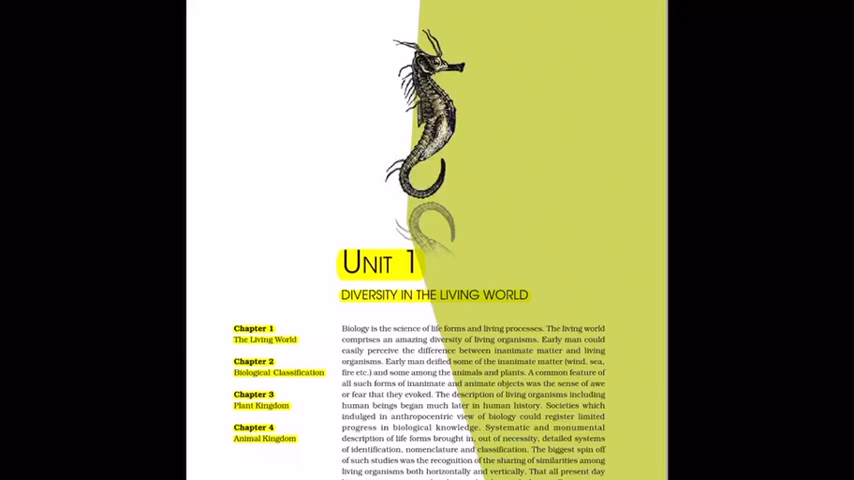 UNIT 1
DIVERSITY IN THE LIVING WORLD
Chapter 1
The Living World
Chapter 2
Biological Classification
Chapter 3
Plant Kingdom
Chapter 4
Animal Kingdom
Biology is the science of life forms and living processes. The living world
comprises an amazing diversity of living organisms. Early man could
easily perceive the difference between inanimate matter and living
organisms. Early man deified some of the inanimate matter (wind, sea,
fire etc.) and some among the animals and plants. A common feature of
all such forms of inanimate and animate objects was the sense of awe
or fear that they evoked. The description of living organisms including
human beings began much later in human history. Societies which
indulged in anthropocentric view of biology could register limited
progress in biological knowledge. Systematic and monumental
description of life forms brought in, out of necessity, detailed systems
of identification, nomenclature and classification. The biggest spin off
of such studies was the recognition of the sharing of similarities among
living organisms both horizontally and vertically. That all present day